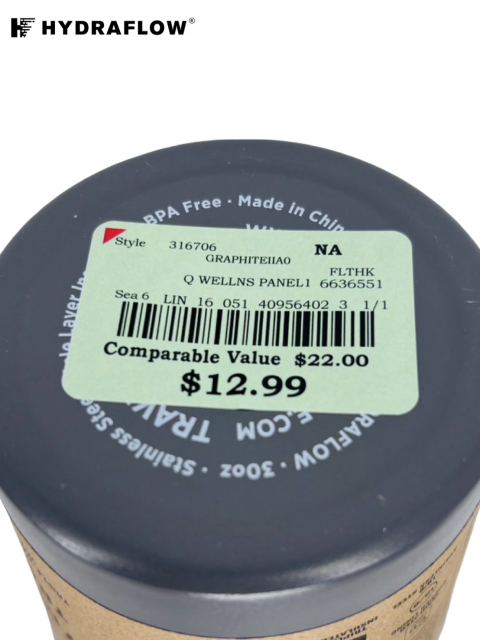 HYDRAFLOW®
BPA Free · Made in Chin
Style 316706 NA
GRAPHITEIIA0
FLTHK
Q WELLNS PANEL1 6636551
Sea 6 LIN 16 051 40956402 3 1/1
Comparable Value $22.00
$12.99
Stainless Stee
· 30oz ·
RAFLOW
E.COM
TRAV